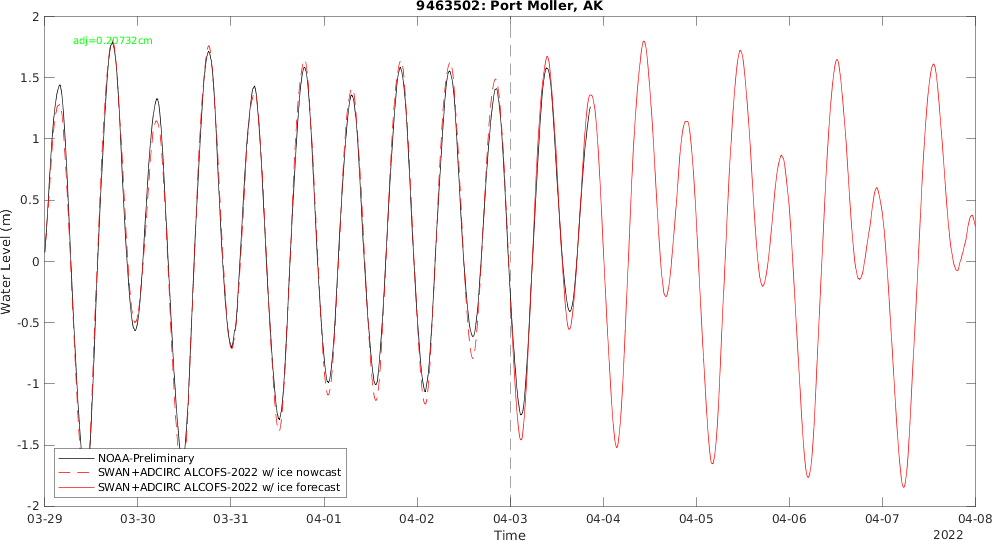 9463502: Port Moller, AK
adj=0.20732cm
2
1.5
1
0.5
0
-0.5
-1
-1.5
-2
Water Level (m)
NOAA-Preliminary
SWAN+ADCIRC ALCOFS-2022 w/ ice nowcast
SWAN+ADCIRC ALCOFS-2022 w/ ice forecast
03-29 03-30 03-31 04-01 04-02 04-03 04-04 04-05 04-06 04-07 04-08
Time
2022